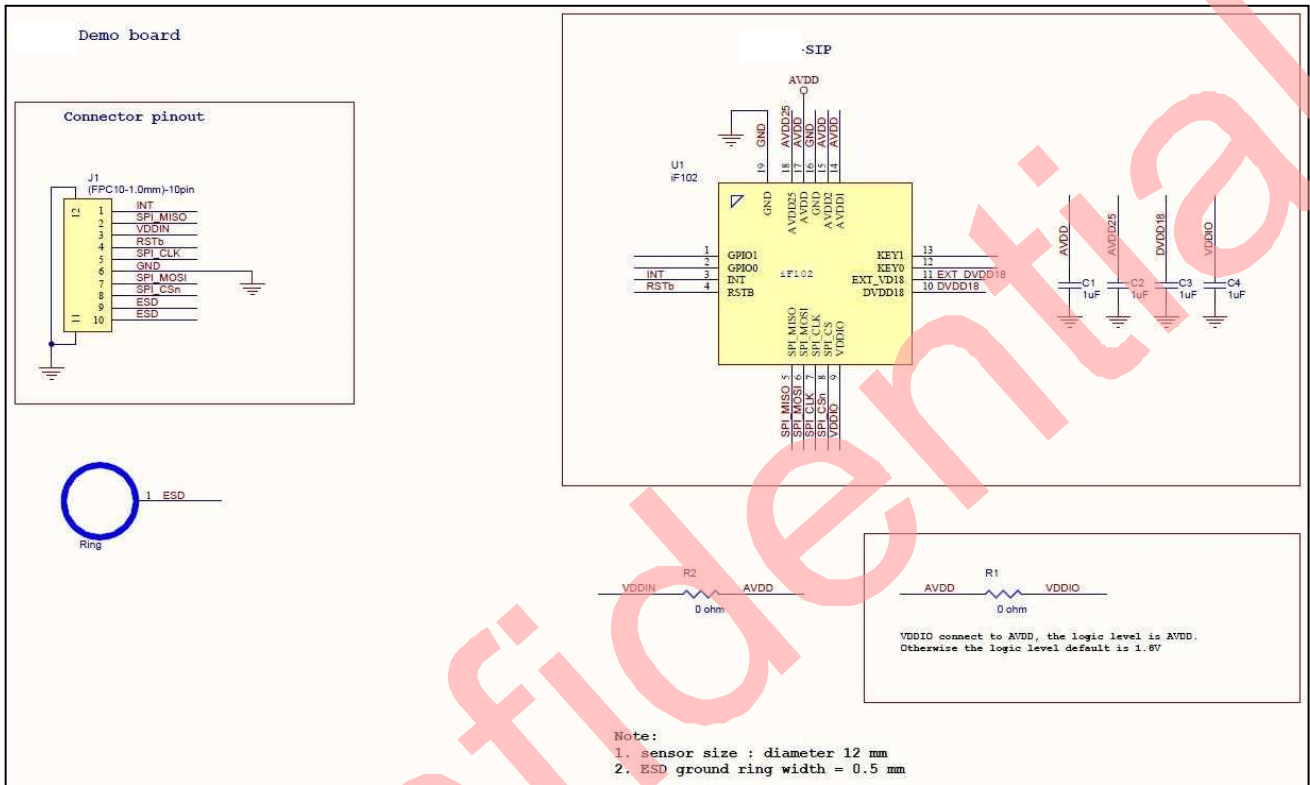 Demo board
-SIP
AVDD
Connector pinout
J1
(FPC10-1.0mm)-10pin
12
1 INT
2 SPI_MISO
3 VDDIN
4 RSTb
5 SPI_CLK
6 GND
7 SPI_MOSI
8 SPI_CSn
9 ESD
10 ESD
11
GND AVDD25 AVDD GND AVDD AVDD
19 18 17 16 15 14
U1
iF102
GND AVDD25 AVDD GND AVDD2 AVDD1
1 GPIO1 KEY1 13
2 GPIO0 KEY0 12
INT 3 INT iF102 EXT_VD18 11 EXT_DVDD18
RSTb 4 RSTB DVDD18 10 DVDD18
SPI_MISO SPI_MOSI SPI_CLK SPI_CS VDDIO
5 6 7 8 9
SPI_MISO SPI_MOSI SPI_CLK SPI_CSn VDDIO
AVDD AVDD25 DVDD18 VDDIO
C1 C2 C3 C4
1uF 1uF 1uF 1uF
1 ESD
Ring
R2
VDDIN AVDD
0 ohm
R1
AVDD VDDIO
0 ohm
VDDIO connect to AVDD, the logic level is AVDD.
Otherwise the logic level default is 1.8V
Note:
1. sensor size : diameter 12 mm
2. ESD ground ring width = 0.5 mm
fidential